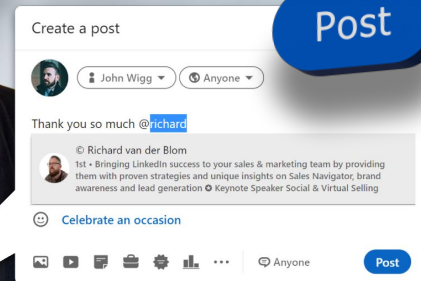 Create a post
Post
John Wigg
Anyone
Thank you so much @richard
© Richard van der Blom
1st • Bringing LinkedIn success to your sales & marketing team by providing
them with proven strategies and unique insights on Sales Navigator, brand
awareness and lead generation ✪ Keynote Speaker Social & Virtual Selling
Celebrate an occasion
Anyone
Post